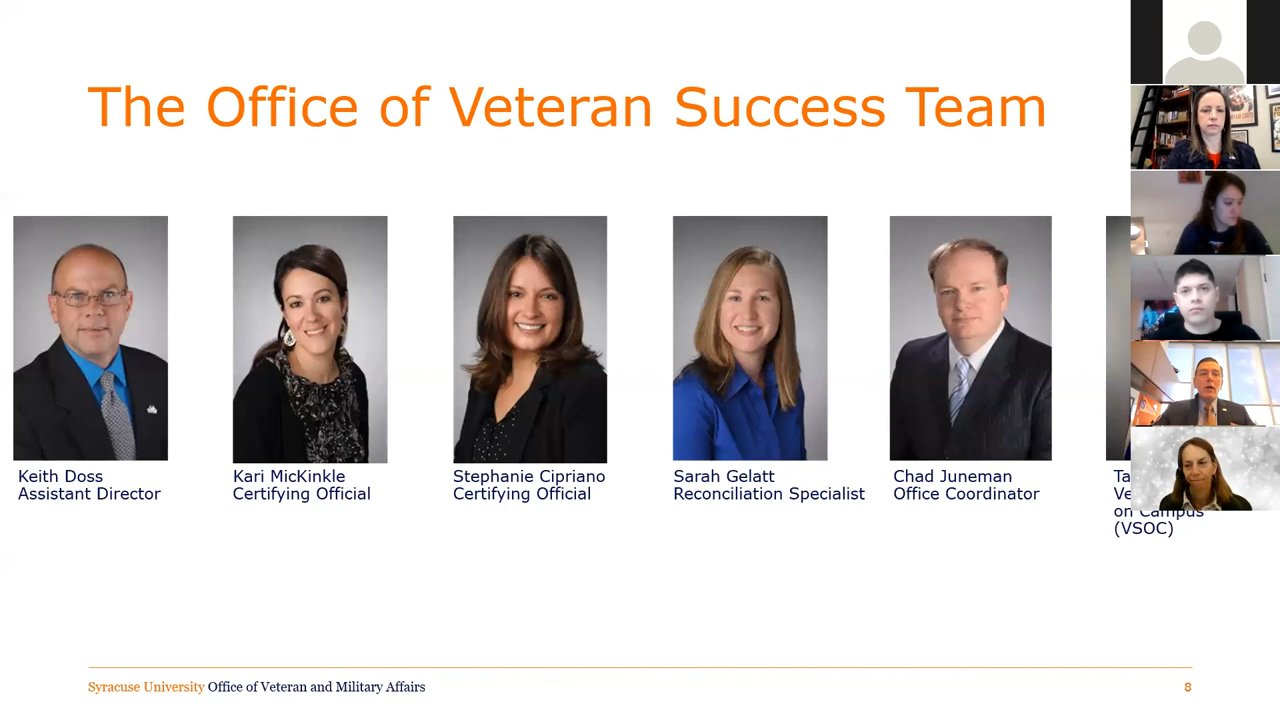 The Office of Veteran Success Team
Keith Doss
Assistant Director
Kari McKinkle
Certifying Official
Stephanie Cipriano
Certifying Official
Sarah Gelatt
Reconciliation Specialist
Chad Juneman
Office Coordinator
on Campus
(VSOC)
Syracuse University Office of Veteran and Military Affairs
8